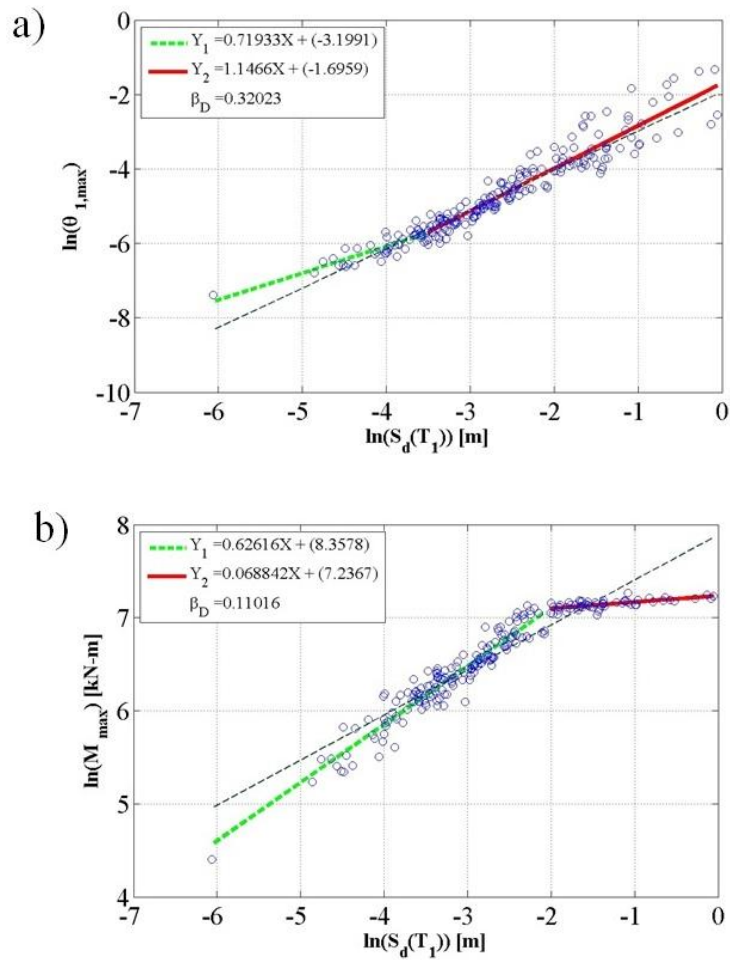 a)
0
-2
-4
-6
-8
-10
ln(θ1,max)
Y1 =0.71933X + (-3.1991)
Y2 =1.1466X + (-1.6959)
βD =0.32023
-7 -6 -5 -4 -3 -2 -1 0
ln(Sd(T1)) [m]
b)
8
7
6
5
4
ln(Mmax) [kN-m]
Y1 =0.62616X + (8.3578)
Y2 =0.068842X + (7.2367)
βD =0.11016
-7 -6 -5 -4 -3 -2 -1 0
ln(Sd(T1)) [m]